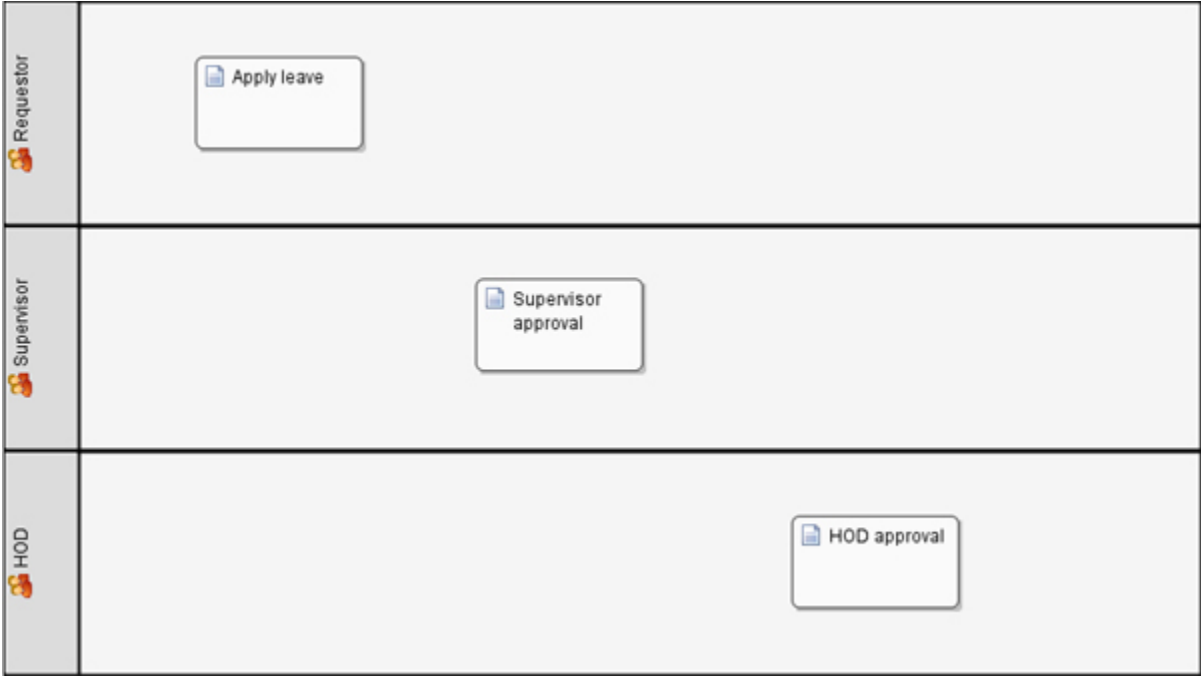 Requestor
Apply leave
Supervisor
Supervisor
approval
HOD
HOD approval